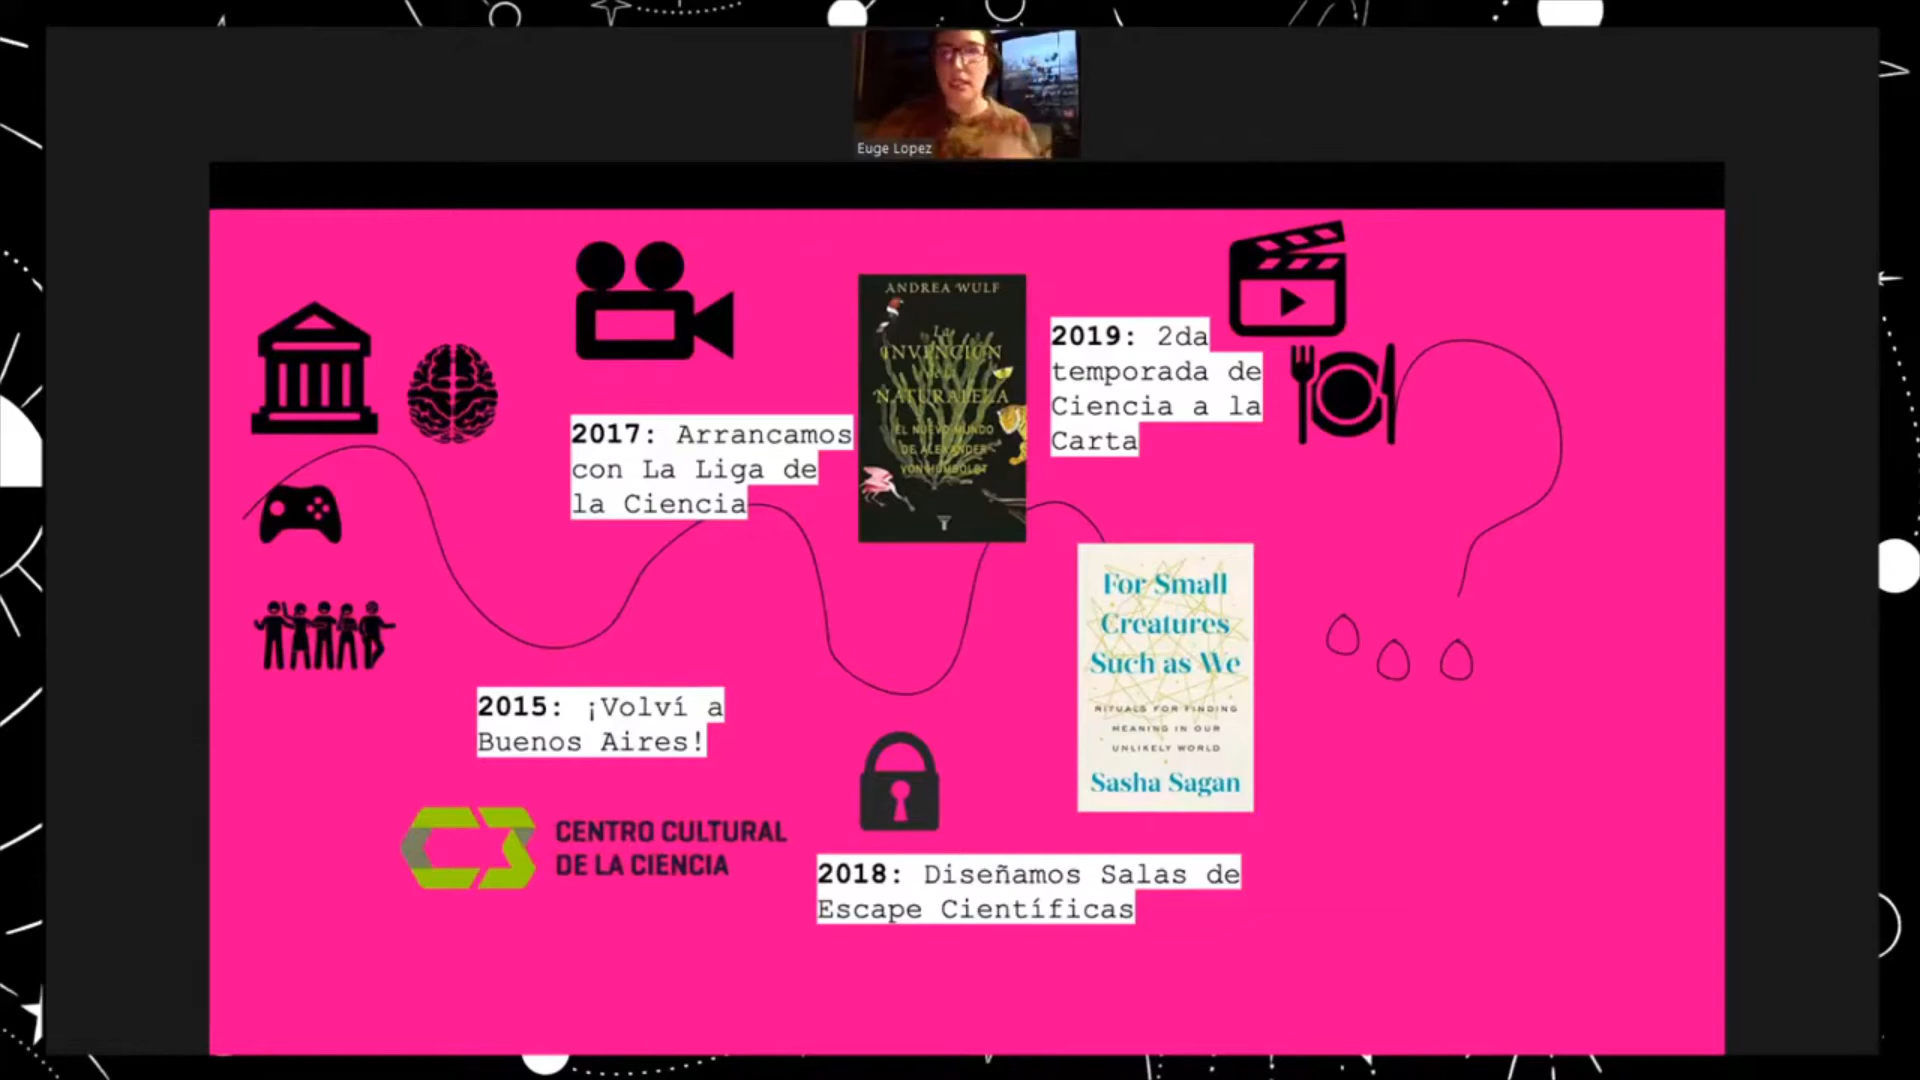 Euge Lopez
2017: Arrancamos
con La Liga de
la Ciencia
ANDREA WULF
La
INVENCIÓN
de la
NATURALEZA
EL NUEVO MUNDO
DE ALEXANDER
VON HUMBOLDT
2019: 2da
temporada de
Ciencia a la
Carta
For Small
Creatures
Such as We
RITUALS FOR FINDING
MEANING IN OUR
UNLIKELY WORLD
Sasha Sagan
2015: ¡Volví a
Buenos Aires!
C3 CENTRO CULTURAL
DE LA CIENCIA
2018: Diseñamos Salas de
Escape Científicas